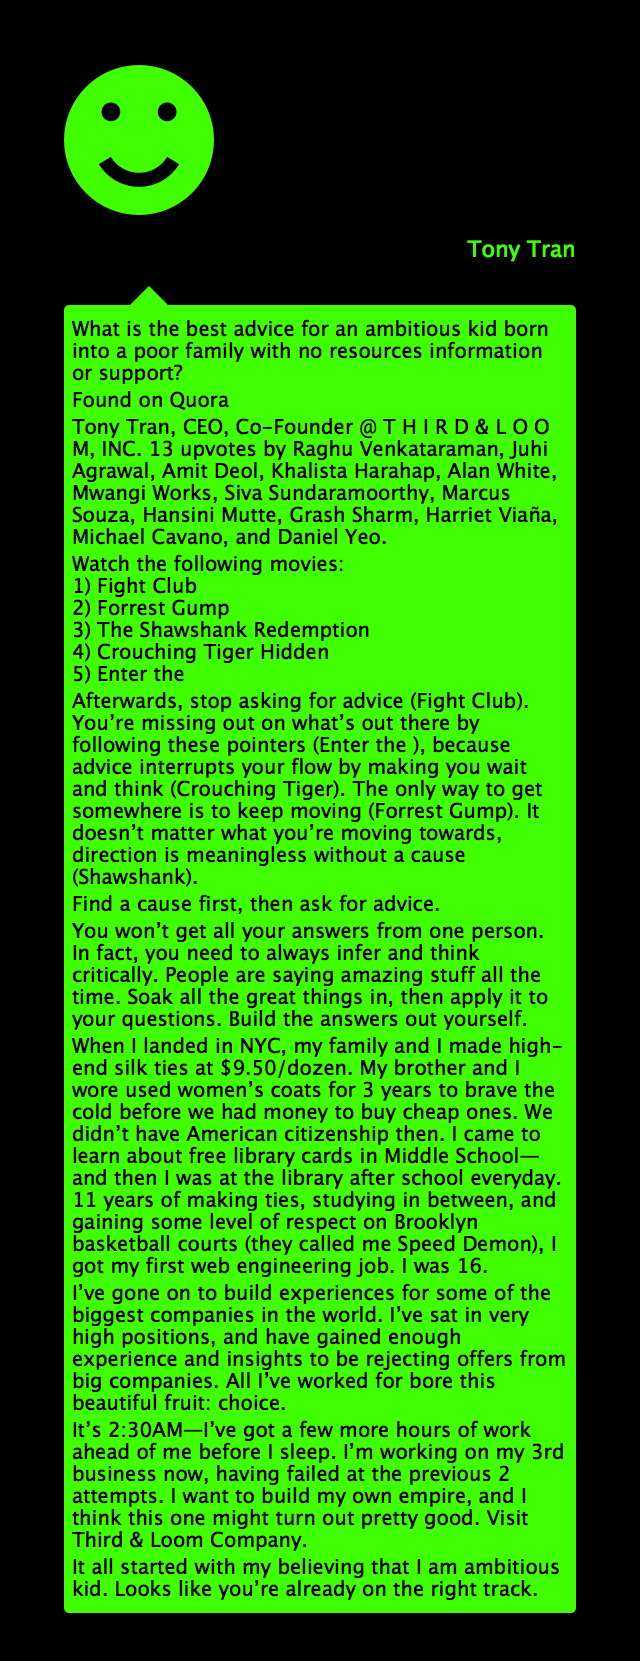 Tony Tran
What is the best advice for an ambitious kid born
into a poor family with no resources information
or support?
Found on Quora
Tony Tran, CEO, Co-Founder @ T H I R D & L O O
M, INC. 13 upvotes by Raghu Venkataraman, Juhi
Agrawal, Amit Deol, Khalista Harahap, Alan White,
Mwangi Works, Siva Sundaramoorthy, Marcus
Souza, Hansini Mutte, Grash Sharm, Harriet Viaña,
Michael Cavano, and Daniel Yeo.
Watch the following movies:
1) Fight Club
2) Forrest Gump
3) The Shawshank Redemption
4) Crouching Tiger Hidden
5) Enter the
Afterwards, stop asking for advice (Fight Club).
You’re missing out on what’s out there by
following these pointers (Enter the ), because
advice interrupts your flow by making you wait
and think (Crouching Tiger). The only way to get
somewhere is to keep moving (Forrest Gump). It
doesn’t matter what you’re moving towards,
direction is meaningless without a cause
(Shawshank).
Find a cause first, then ask for advice.
You won’t get all your answers from one person.
In fact, you need to always infer and think
critically. People are saying amazing stuff all the
time. Soak all the great things in, then apply it to
your questions. Build the answers out yourself.
When I landed in NYC, my family and I made high-
end silk ties at $9.50/dozen. My brother and I
wore used women’s coats for 3 years to brave the
cold before we had money to buy cheap ones. We
didn’t have American citizenship then. I came to
learn about free library cards in Middle School—
and then I was at the library after school everyday.
11 years of making ties, studying in between, and
gaining some level of respect on Brooklyn
basketball courts (they called me Speed Demon), I
got my first web engineering job. I was 16.
I’ve gone on to build experiences for some of the
biggest companies in the world. I’ve sat in very
high positions, and have gained enough
experience and insights to be rejecting offers from
big companies. All I’ve worked for bore this
beautiful fruit: choice.
It’s 2:30AM—I’ve got a few more hours of work
ahead of me before I sleep. I’m working on my 3rd
business now, having failed at the previous 2
attempts. I want to build my own empire, and I
think this one might turn out pretty good. Visit
Third & Loom Company.
It all started with my believing that I am ambitious
kid. Looks like you’re already on the right track.